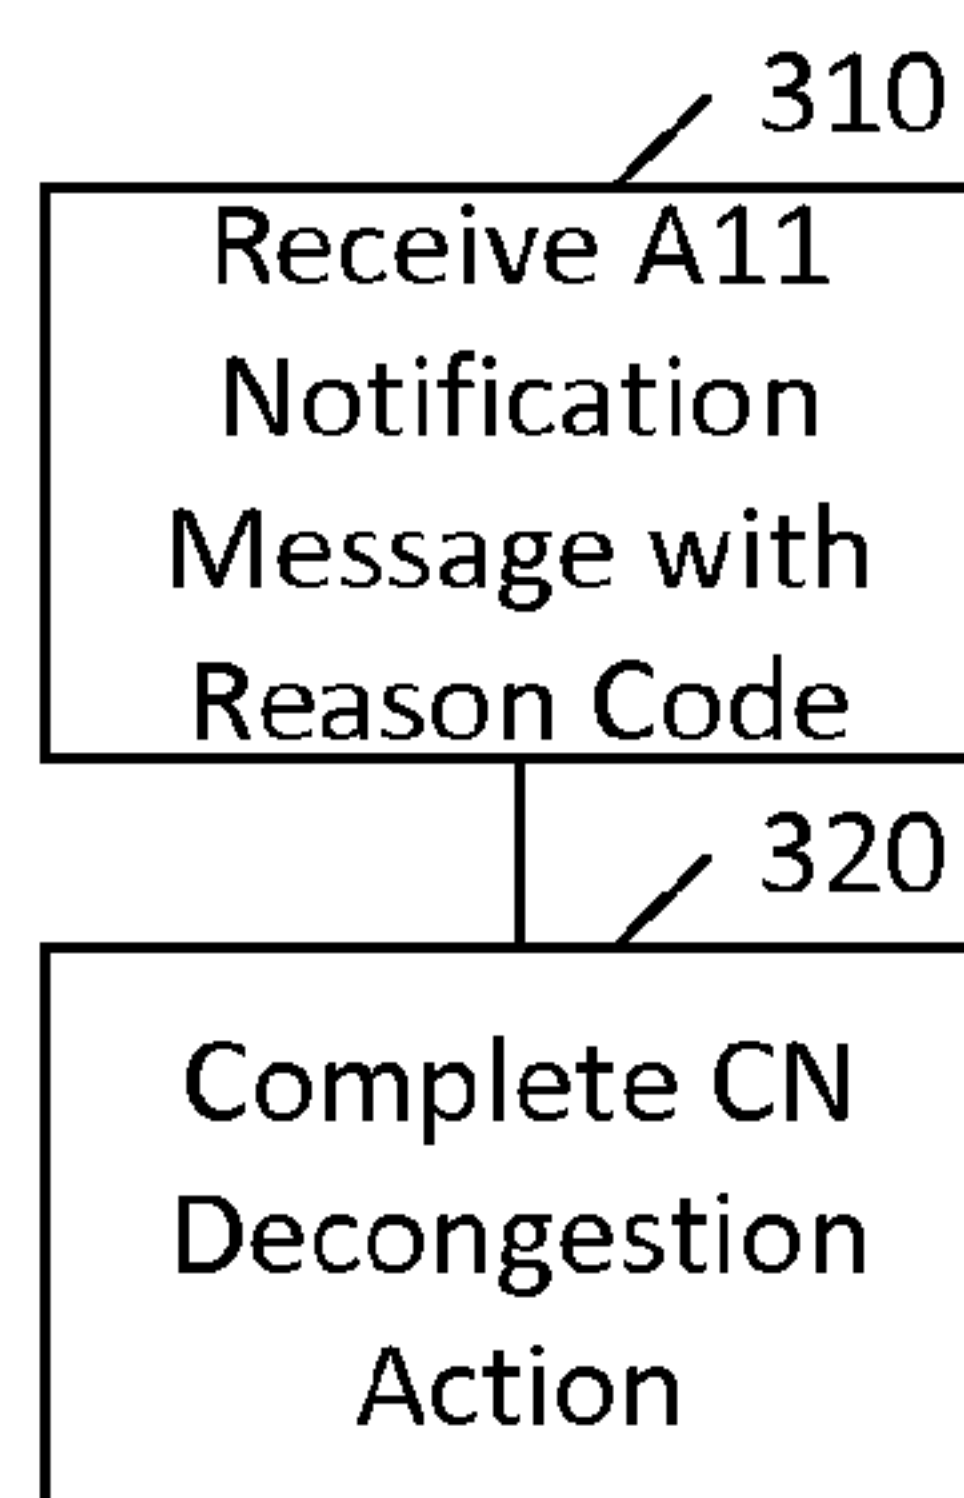 310
Receive A11
Notification
Message with
Reason Code
320
Complete CN
Decongestion
Action